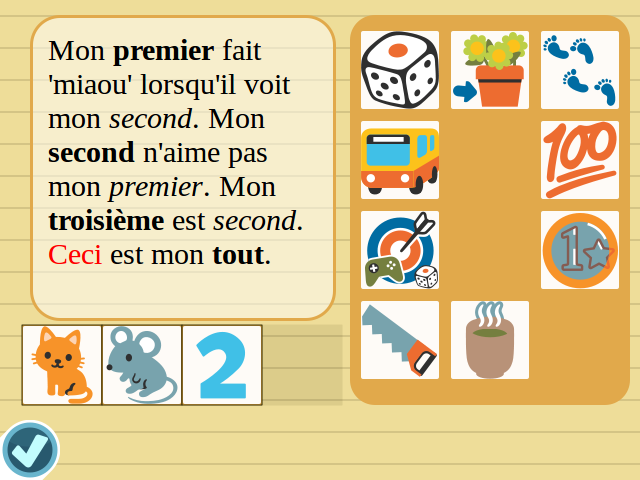 Mon premier fait
'miaou' lorsqu'il voit
mon second. Mon
second n'aime pas
mon premier. Mon
troisième est second.
Ceci est mon tout.
100
1
2